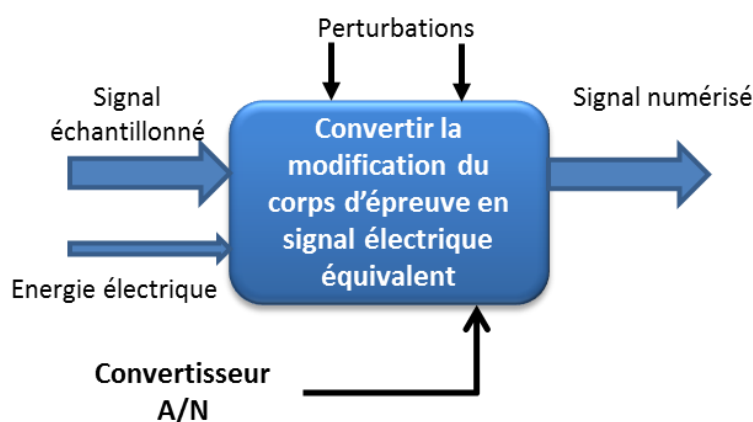 Perturbations
Signal
échantillonné
Signal numérisé
Convertir la
modification du
corps d'épreuve en
signal électrique
équivalent
Energie électrique
Convertisseur
A/N